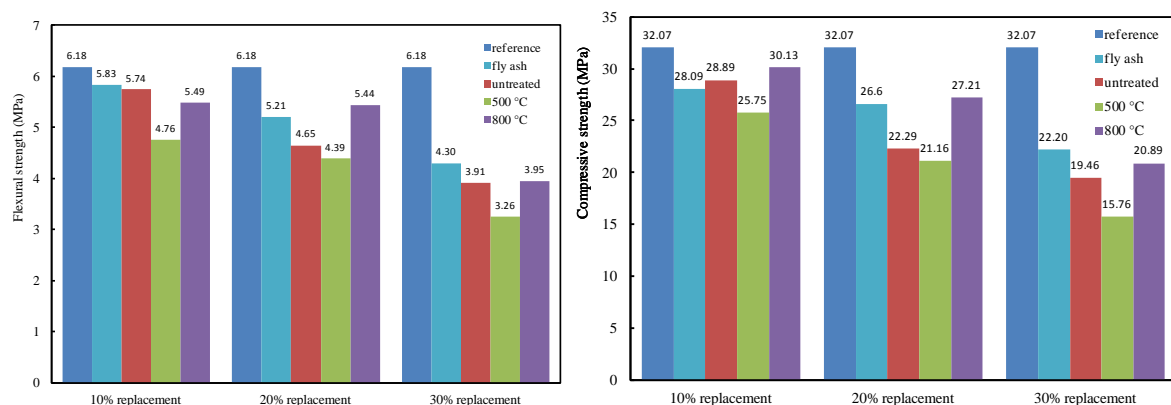 Flexural strength (MPa)
7
6
5
4
3
2
1
0
6.18
5.83
5.74
4.76
5.49
6.18
5.21
4.65
4.39
5.44
6.18
4.30
3.91
3.26
3.95
reference
fly ash
untreated
500 °C
800 °C
10% replacement
20% replacement
30% replacement
Compressive strength (MPa)
35
30
25
20
15
10
5
0
32.07
28.09
28.89
25.75
30.13
32.07
26.6
22.29
21.16
27.21
32.07
22.20
19.46
15.76
20.89
reference
fly ash
untreated
500 °C
800 °C
10% replacement
20% replacement
30% replacement